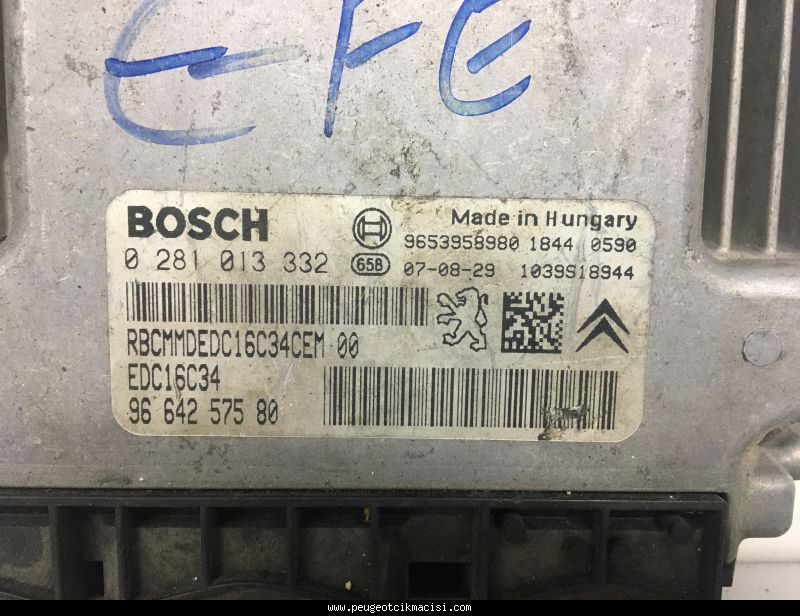 EFE
BOSCH
Made in Hungary
9653958980 1844 0590
0 281 013 332
658 07-08-29 1039S18944
RBCMMDEDC16C34CEM 00
EDC16C34
96 642 575 80
www.peugeotcikmacisi.com